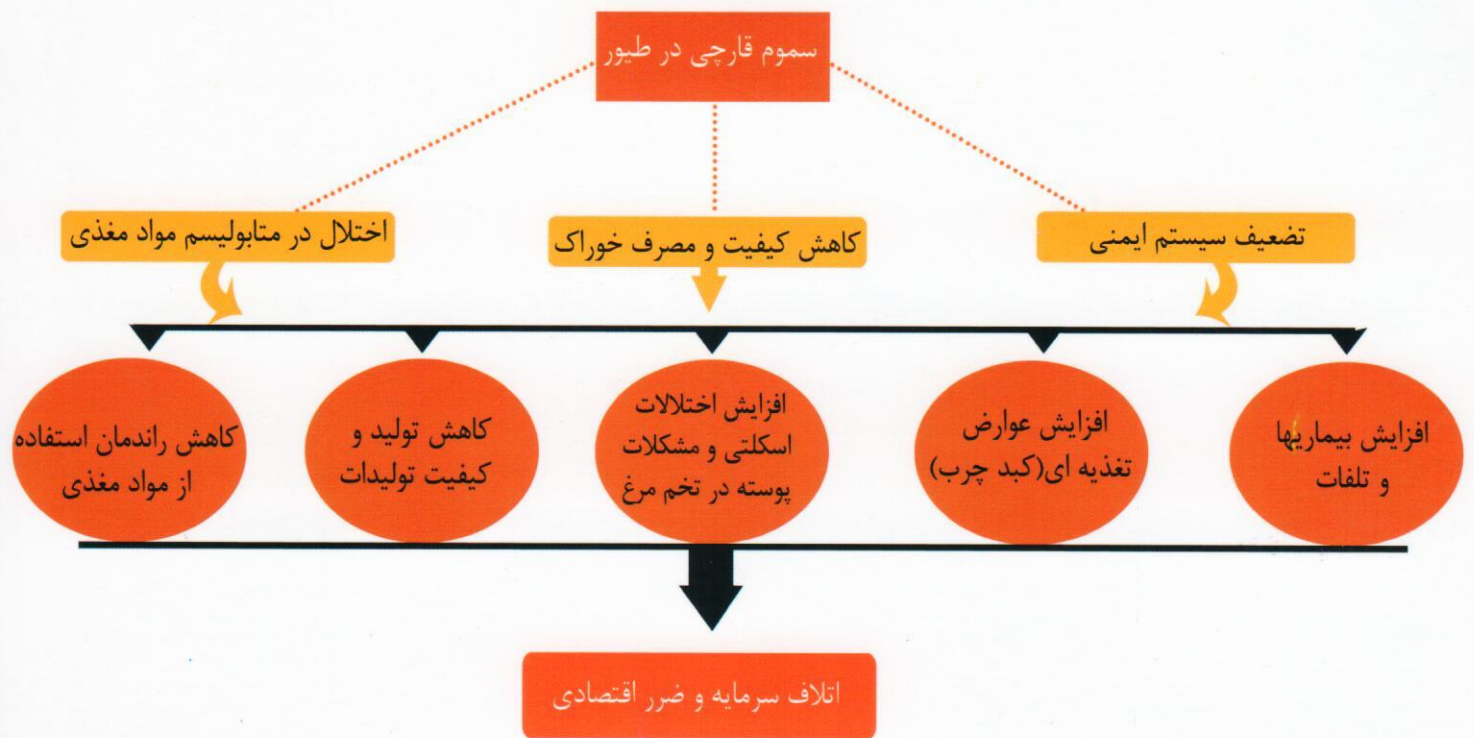 سموم قارچی در طیور
تضعیف سیستم ایمنی
کاهش کیفیت و مصرف خوراک
اختلال در متابولیسم مواد مغذی
افزایش بیماریها
و تلفات
افزایش عوارض
تغذیه ای(کبد چرب)
افزایش اختلالات
اسکلتی و مشکلات
پوسته در تخم مرغ
کاهش تولید و
کیفیت تولیدات
کاهش راندمان استفاده
از مواد مغذی
اتلاف سرمایه و ضرر اقتصادی